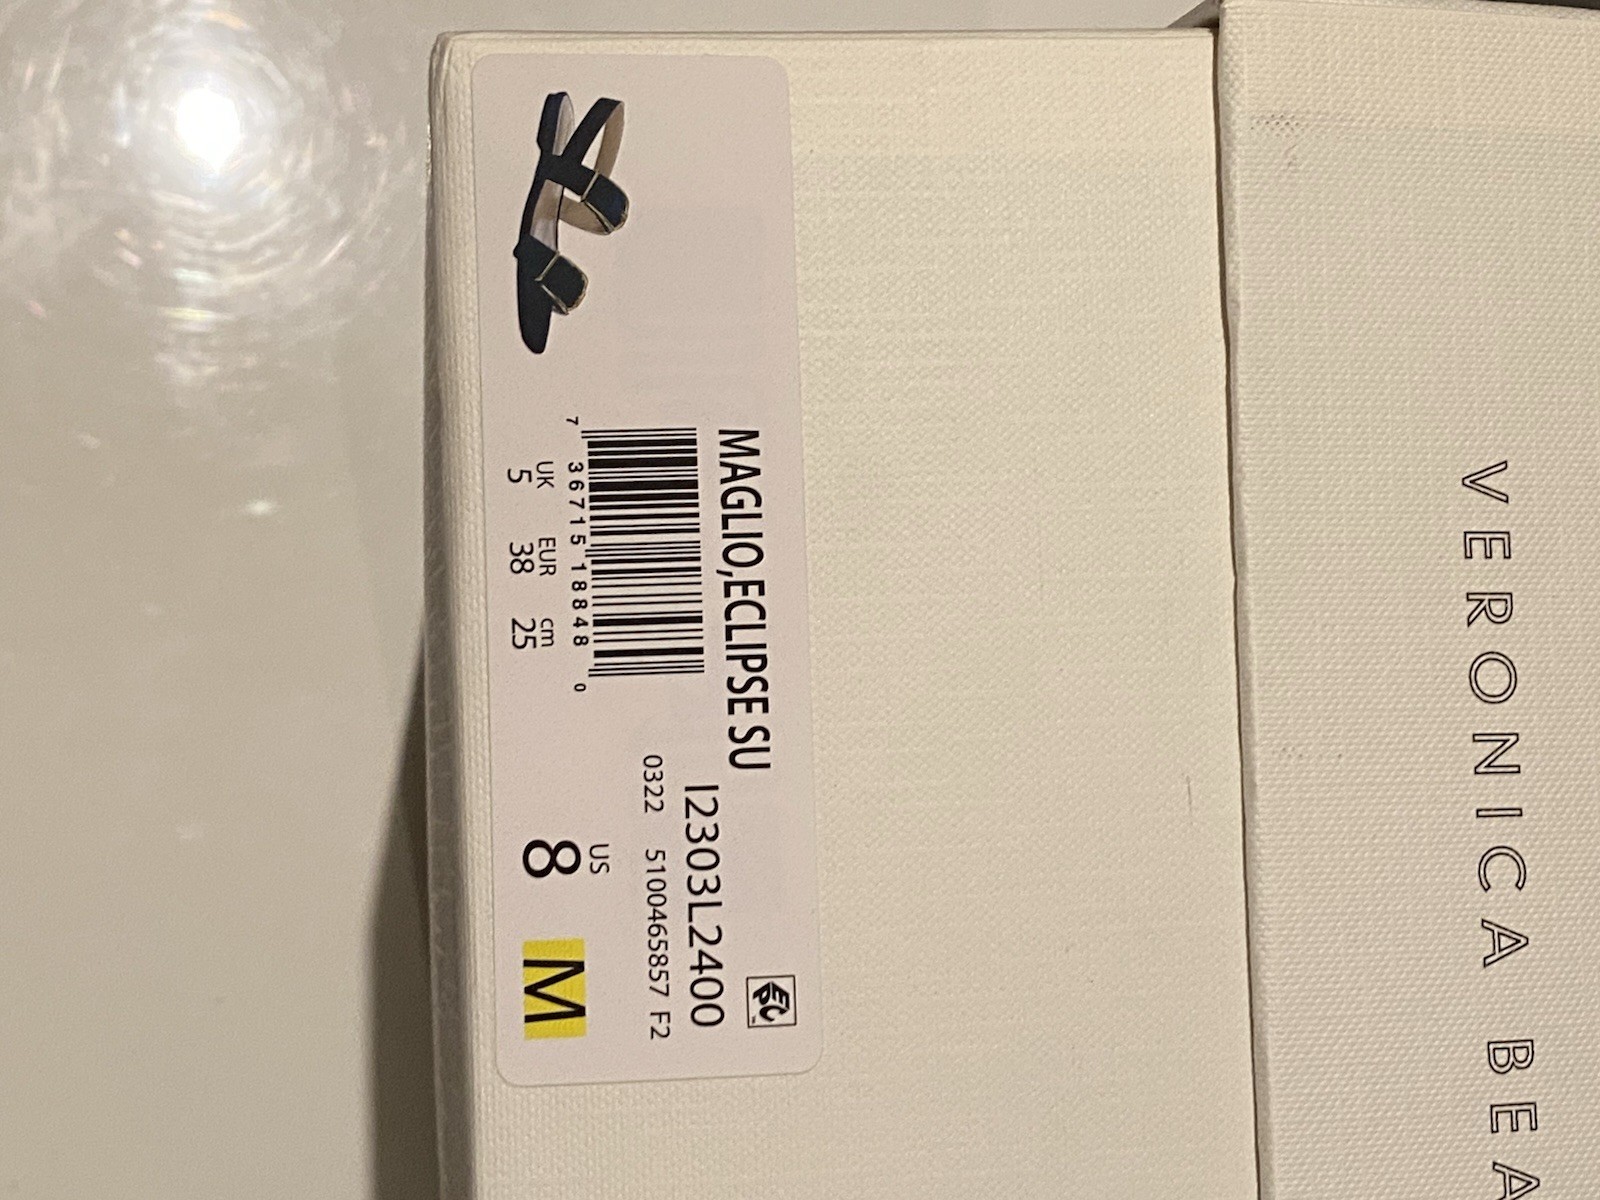 VERONICA BEA
MAGLIO,ECLIPSE SU
I2303L2400
0322 5100465857 F2
7 36715 18848 0
UK EUR cm
5 38 25
US
8 M